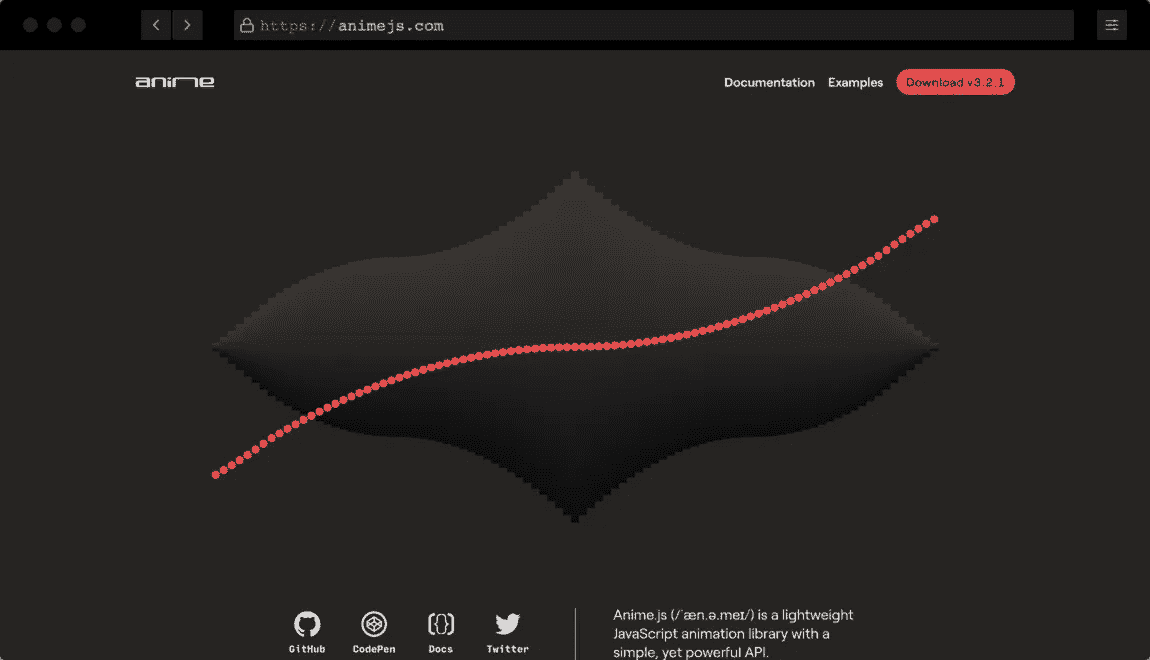 https://animejs.com
anime
Documentation Examples Download v3.2.1
GitHub CodePen Docs Twitter
Anime.js (/ˈæn.ə.meɪ/) is a lightweight
JavaScript animation library with a
simple, yet powerful API.